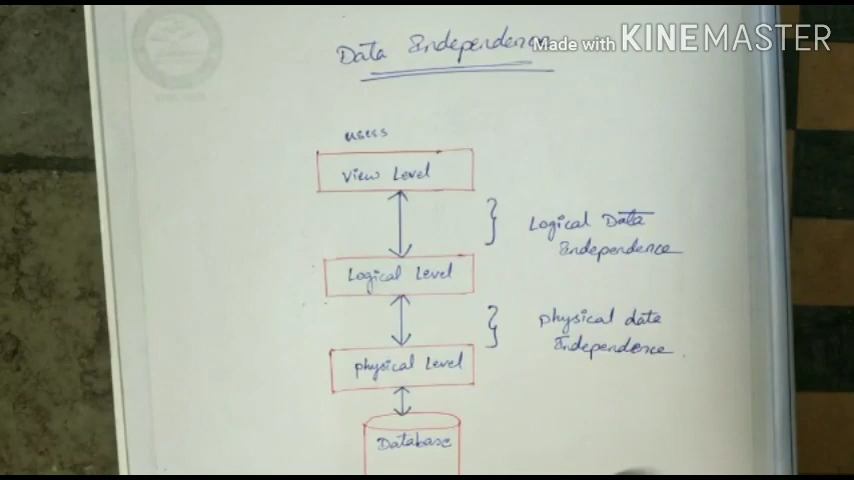 Data Independence
Made with KINEMASTER
users
View Level
Logical Data
Independence
Logical Level
physical data
Independence.
physical Level
Database